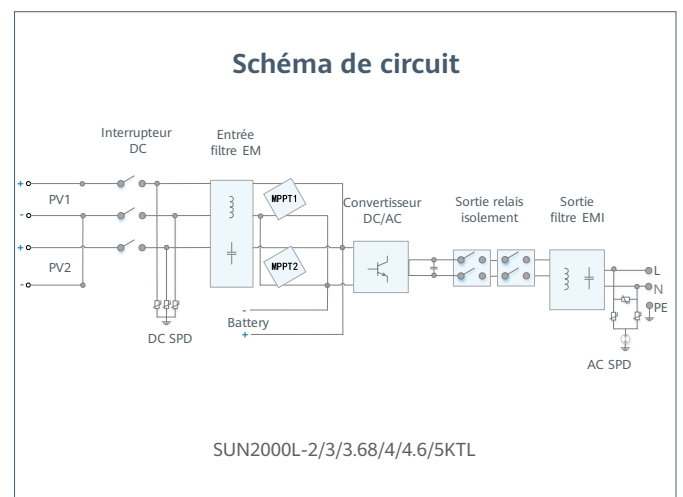 Schéma de circuit
Interrupteur
DC
Entrée
filtre EM
+
PV1
-
+
PV2
-
MPPT1
MPPT2
Convertisseur
DC/AC
Sortie relais
isolement
Sortie
filtre EMI
L
N
PE
DC SPD
-
Battery
+
AC SPD
SUN2000L-2/3/3.68/4/4.6/5KTL